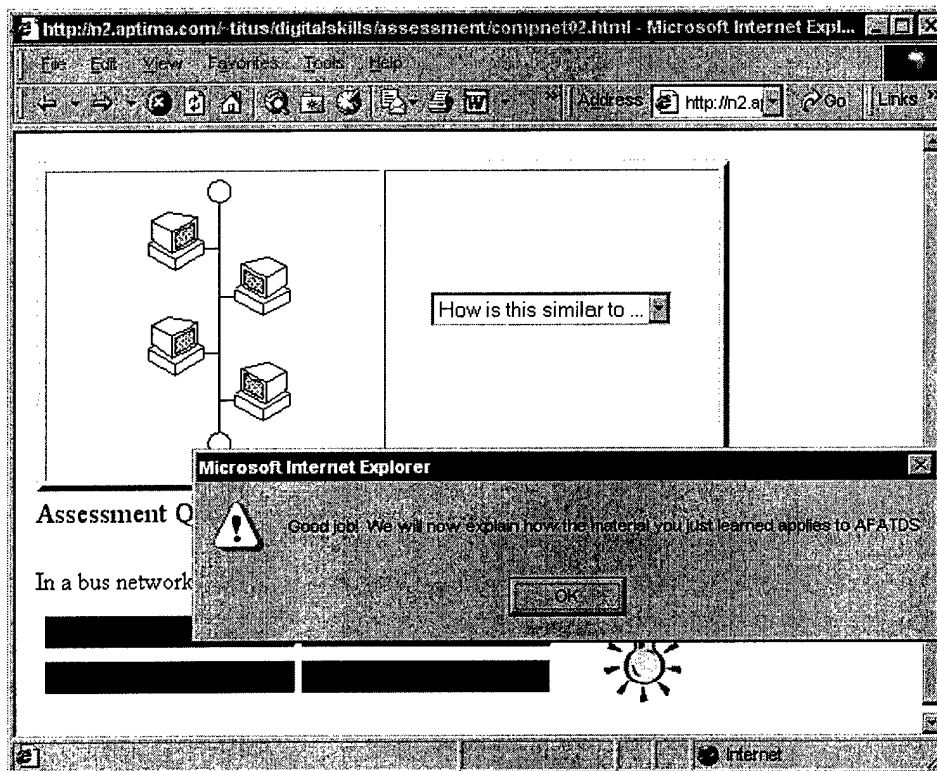 http://n2.aptima.com/~titus/digitalskills/assessment/compnet02.html - Microsoft Internet Expl...
File Edit View Favorites Tools Help
Address http://n2.a Go Links
How is this similar to ...
Microsoft Internet Explorer
Good job! We will now explain how the material you just learned applies to AFATDS
Assessment Q
In a bus network
OK
Internet